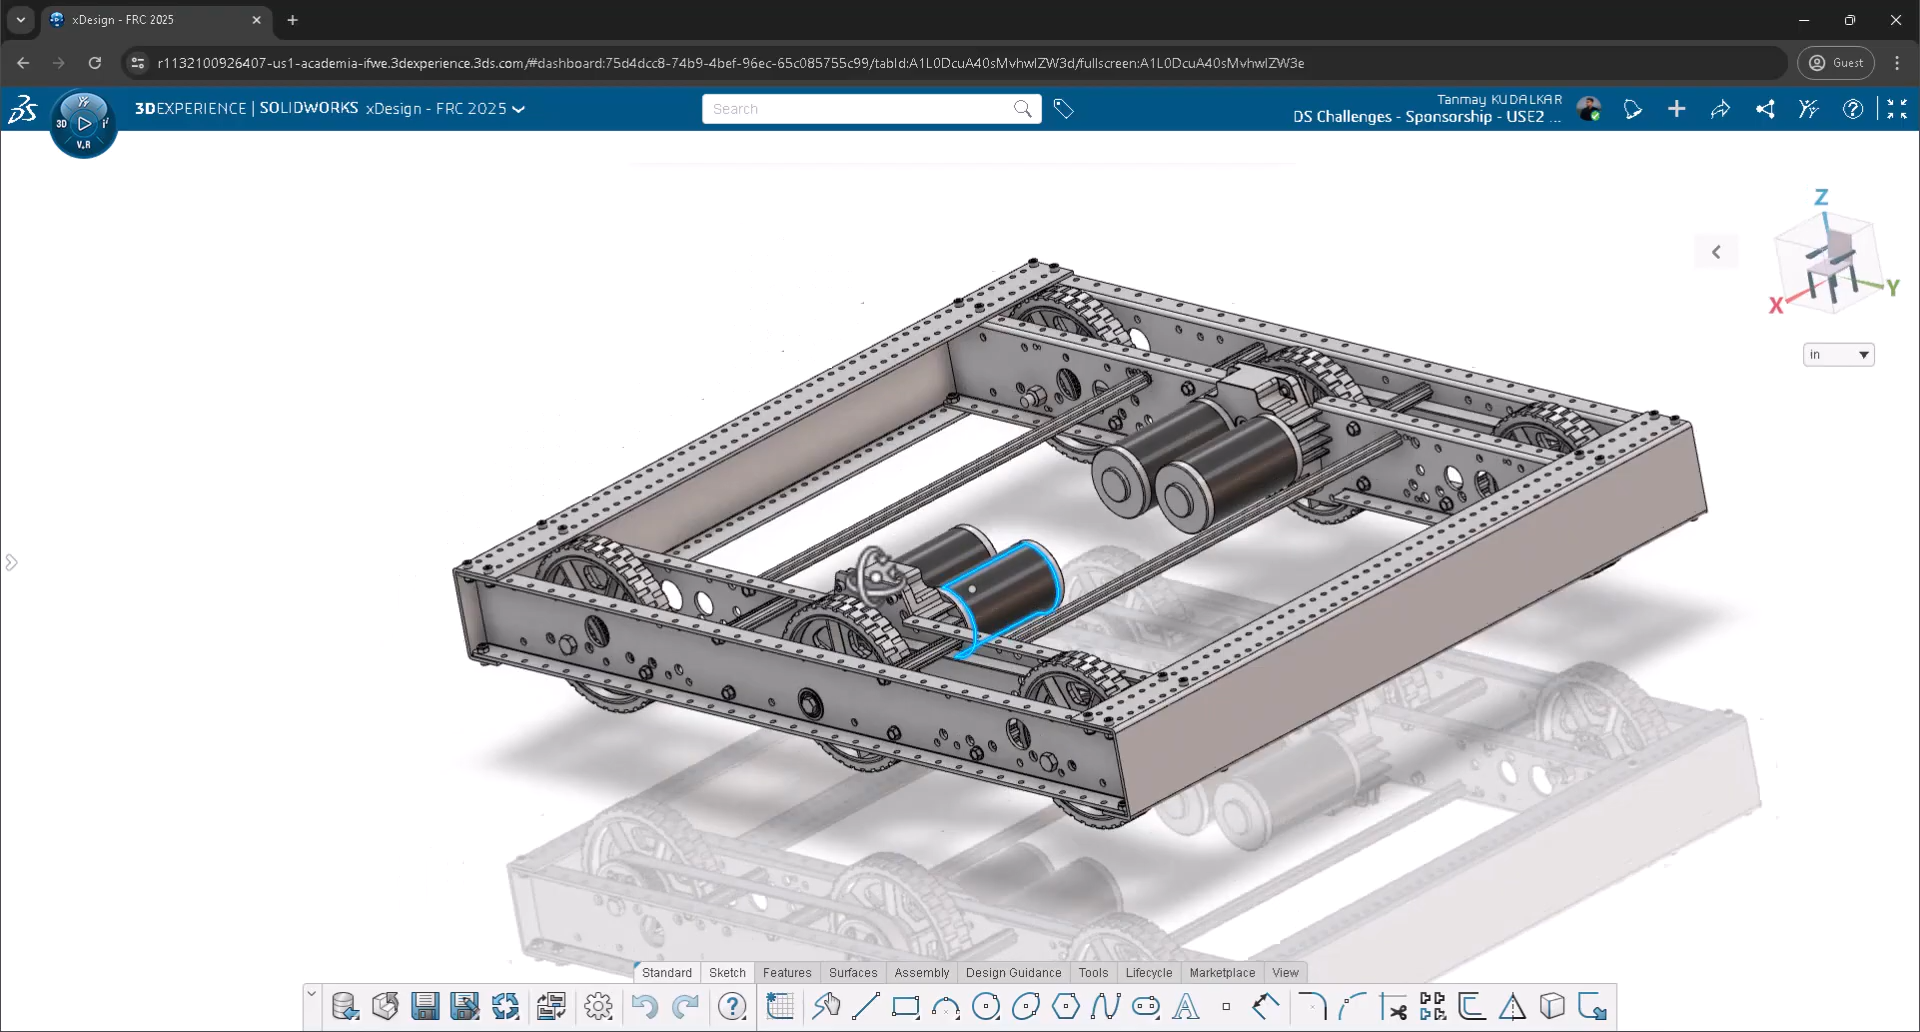 xDesign - FRC 2025
r1132100926407-us1-academia-ifwe.3dexperience.3ds.com/#dashboard:75d4dcc8-74b9-4bef-96ec-65c085755c99/tabId:A1L0DcuA40sMvhwIZW3d/fullscreen:A1L0DcuA40sMvhwIZW3e
Guest
3D
V.R
3DEXPERIENCE | SOLIDWORKS xDesign - FRC 2025
Search
Tanmay KUDALKAR
DS Challenges - Sponsorship - USE2 ...
Z
X
Y
in
Standard Sketch Features Surfaces Assembly Design Guidance Tools Lifecycle Marketplace View